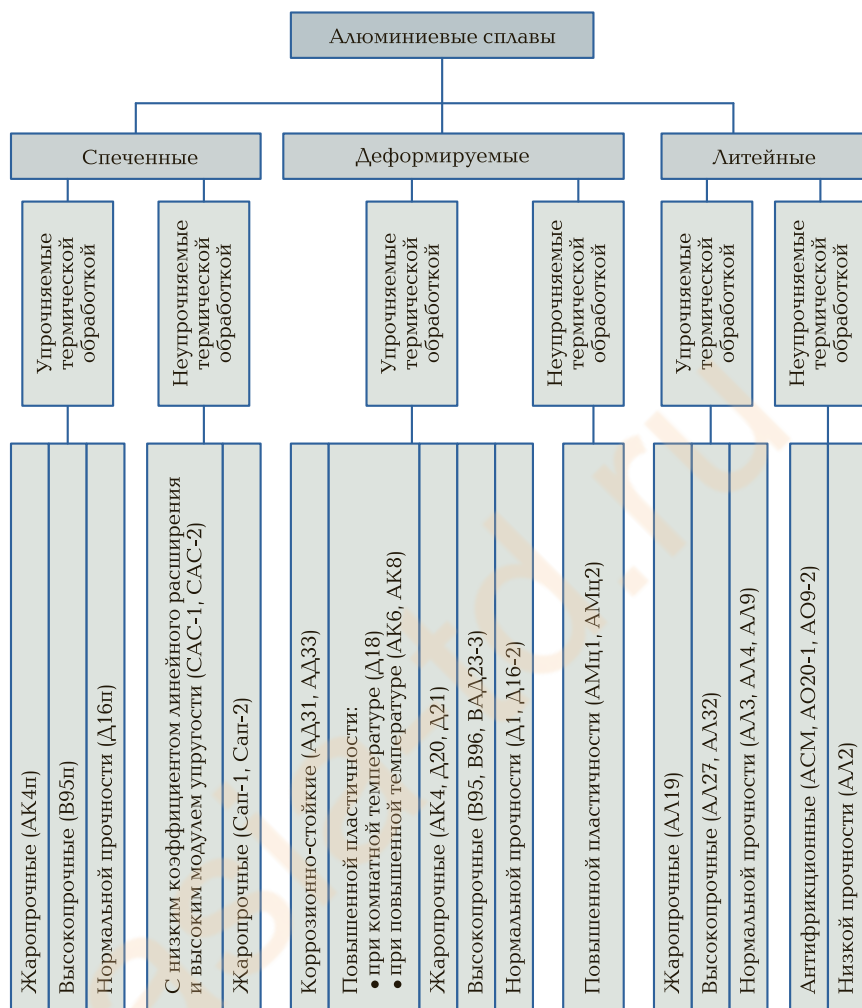 Алюминиевые сплавы
Спеченные
Деформируемые
Литейные
Упрочняемые
термической
обработкой
Неупрочняемые
термической
обработкой
Упрочняемые
термической
обработкой
Неупрочняемые
термической
обработкой
Упрочняемые
термической
обработкой
Неупрочняемые
термической
обработкой
Жаропрочные (АК4п)
Высокопрочные (В95п)
Нормальной прочности (Д16п)
С низким коэффициентом линейного расширения
и высоким модулем упругости (САС-1, САС-2)
Жаропрочные (Сап-1, Сап-2)
Коррозионно-стойкие (АД31, АД33)
Повышенной пластичности:
• при комнатной температуре (Д18)
• при повышенной температуре (АК6, АК8)
Жаропрочные (АК4, Д20, Д21)
Высокопрочные (В95, В96, ВАД23-3)
Нормальной прочности (Д1, Д16-2)
Повышенной пластичности (АМц1, АМц2)
Жаропрочные (АЛ19)
Высокопрочные (АЛ27, АЛ32)
Нормальной прочности (АЛ3, АЛ4, АЛ9)
Антифрикционные (АСМ, АО20-1, АО9-2)
Низкой прочности (АЛ2)
asia-td.ru